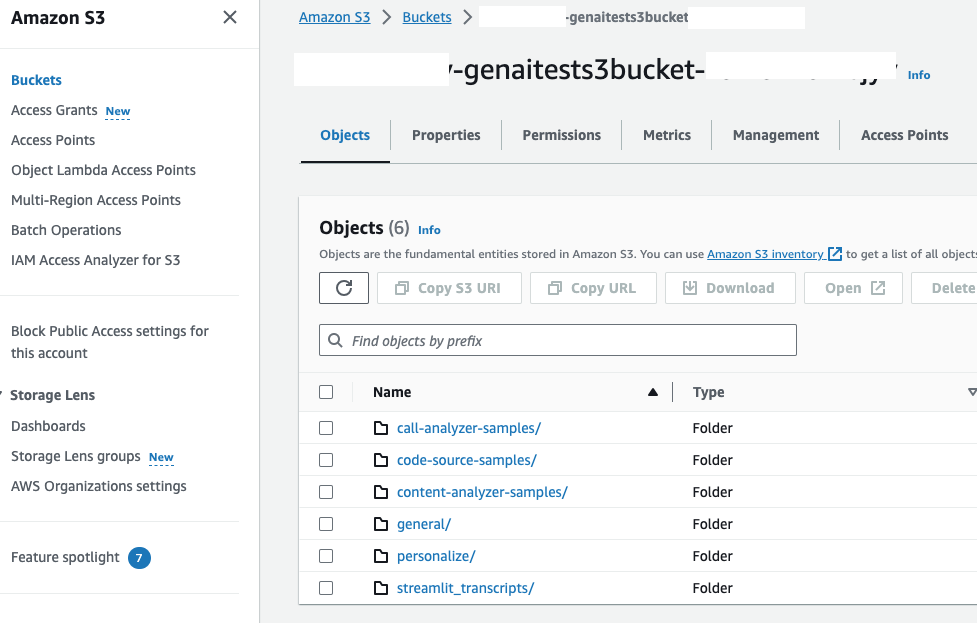 Amazon S3
Buckets
Access Grants New
Access Points
Object Lambda Access Points
Multi-Region Access Points
Batch Operations
IAM Access Analyzer for S3
Block Public Access settings for
this account
Storage Lens
Dashboards
Storage Lens groups New
AWS Organizations settings
Feature spotlight 7
Amazon S3 > Buckets > -genaitests3bucket
-genaitests3bucket- Info
Objects Properties Permissions Metrics Management Access Points
Objects (6) Info
Objects are the fundamental entities stored in Amazon S3. You can use Amazon S3 inventory to get a list of all objects
Copy S3 URI Copy URL Download Open Delete
Find objects by prefix
Name Type
call-analyzer-samples/ Folder
code-source-samples/ Folder
content-analyzer-samples/ Folder
general/ Folder
personalize/ Folder
streamlit_transcripts/ Folder